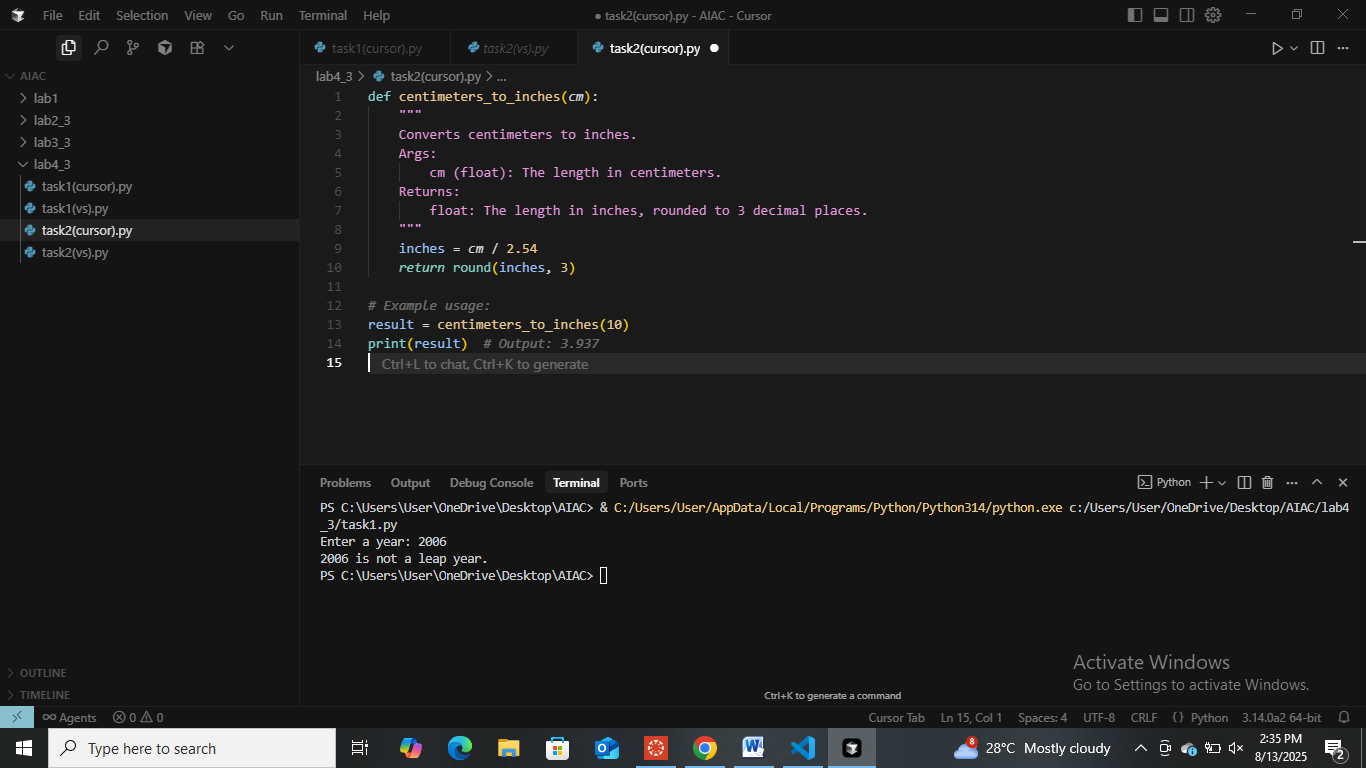 File Edit Selection View Go Run Terminal Help
● task2(cursor).py - AIAC - Cursor
task1(cursor).py
task2(vs).py
task2(cursor).py
AIAC
lab1
lab2_3
lab3_3
lab4_3
task1(cursor).py
task1(vs).py
task2(cursor).py
task2(vs).py
OUTLINE
TIMELINE
lab4_3 > task2(cursor).py > ...
1 def centimeters_to_inches(cm):
2 """
3 Converts centimeters to inches.
4 Args:
5 cm (float): The length in centimeters.
6 Returns:
7 float: The length in inches, rounded to 3 decimal places.
8 """
9 inches = cm / 2.54
10 return round(inches, 3)
11
12 # Example usage:
13 result = centimeters_to_inches(10)
14 print(result)  # Output: 3.937
15 Ctrl+L to chat, Ctrl+K to generate
Problems Output Debug Console Terminal Ports
Python
PS C:\Users\User\OneDrive\Desktop\AIAC> & C:/Users/User/AppData/Local/Programs/Python/Python314/python.exe c:/Users/User/OneDrive/Desktop/AIAC/lab4
_3/task1.py
Enter a year: 2006
2006 is not a leap year.
PS C:\Users\User\OneDrive\Desktop\AIAC>
Activate Windows
Go to Settings to activate Windows.
Ctrl+K to generate a command
Agents 0 0
Cursor Tab Ln 15, Col 1 Spaces: 4 UTF-8 CRLF {} Python 3.14.0a2 64-bit
Type here to search
8
28°C Mostly cloudy
2:35 PM
8/13/2025
2